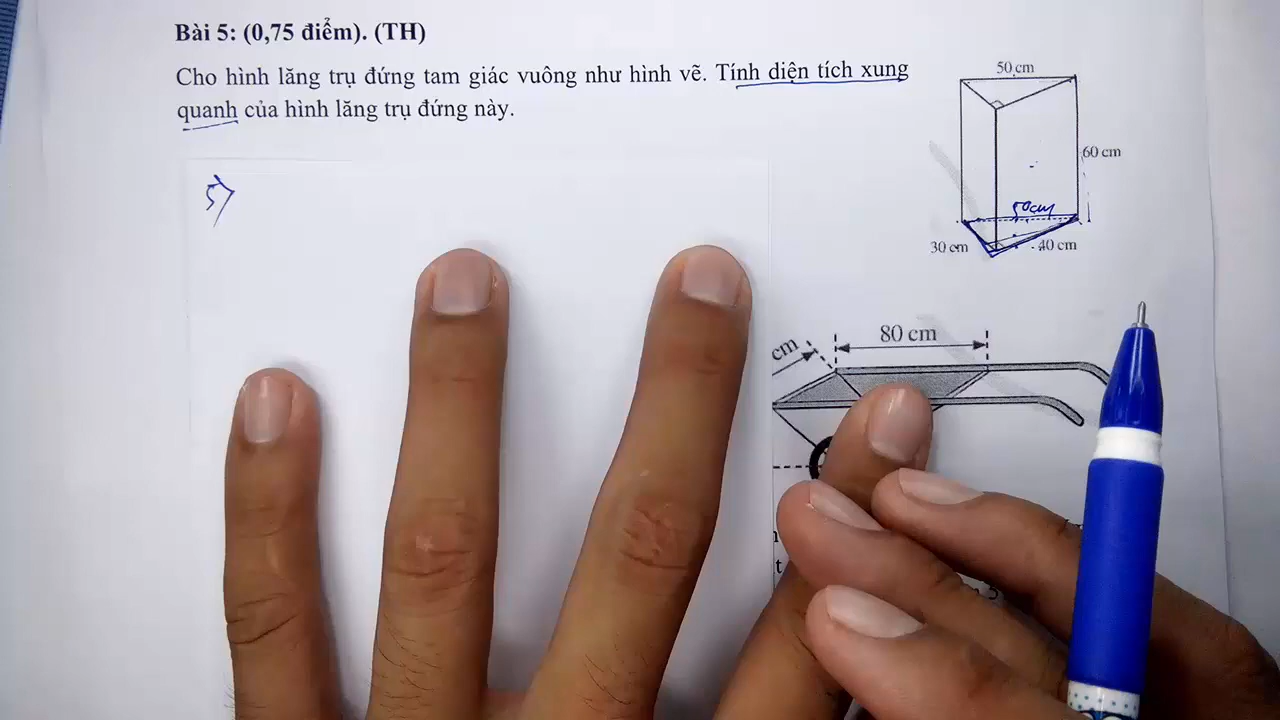 Bài 5: (0,75 điểm). (TH)
Cho hình lăng trụ đứng tam giác vuông như hình vẽ. Tính diện tích xung
quanh của hình lăng trụ đứng này.
50 cm
60 cm
50cm
30 cm
40 cm
5)
80 cm
cm